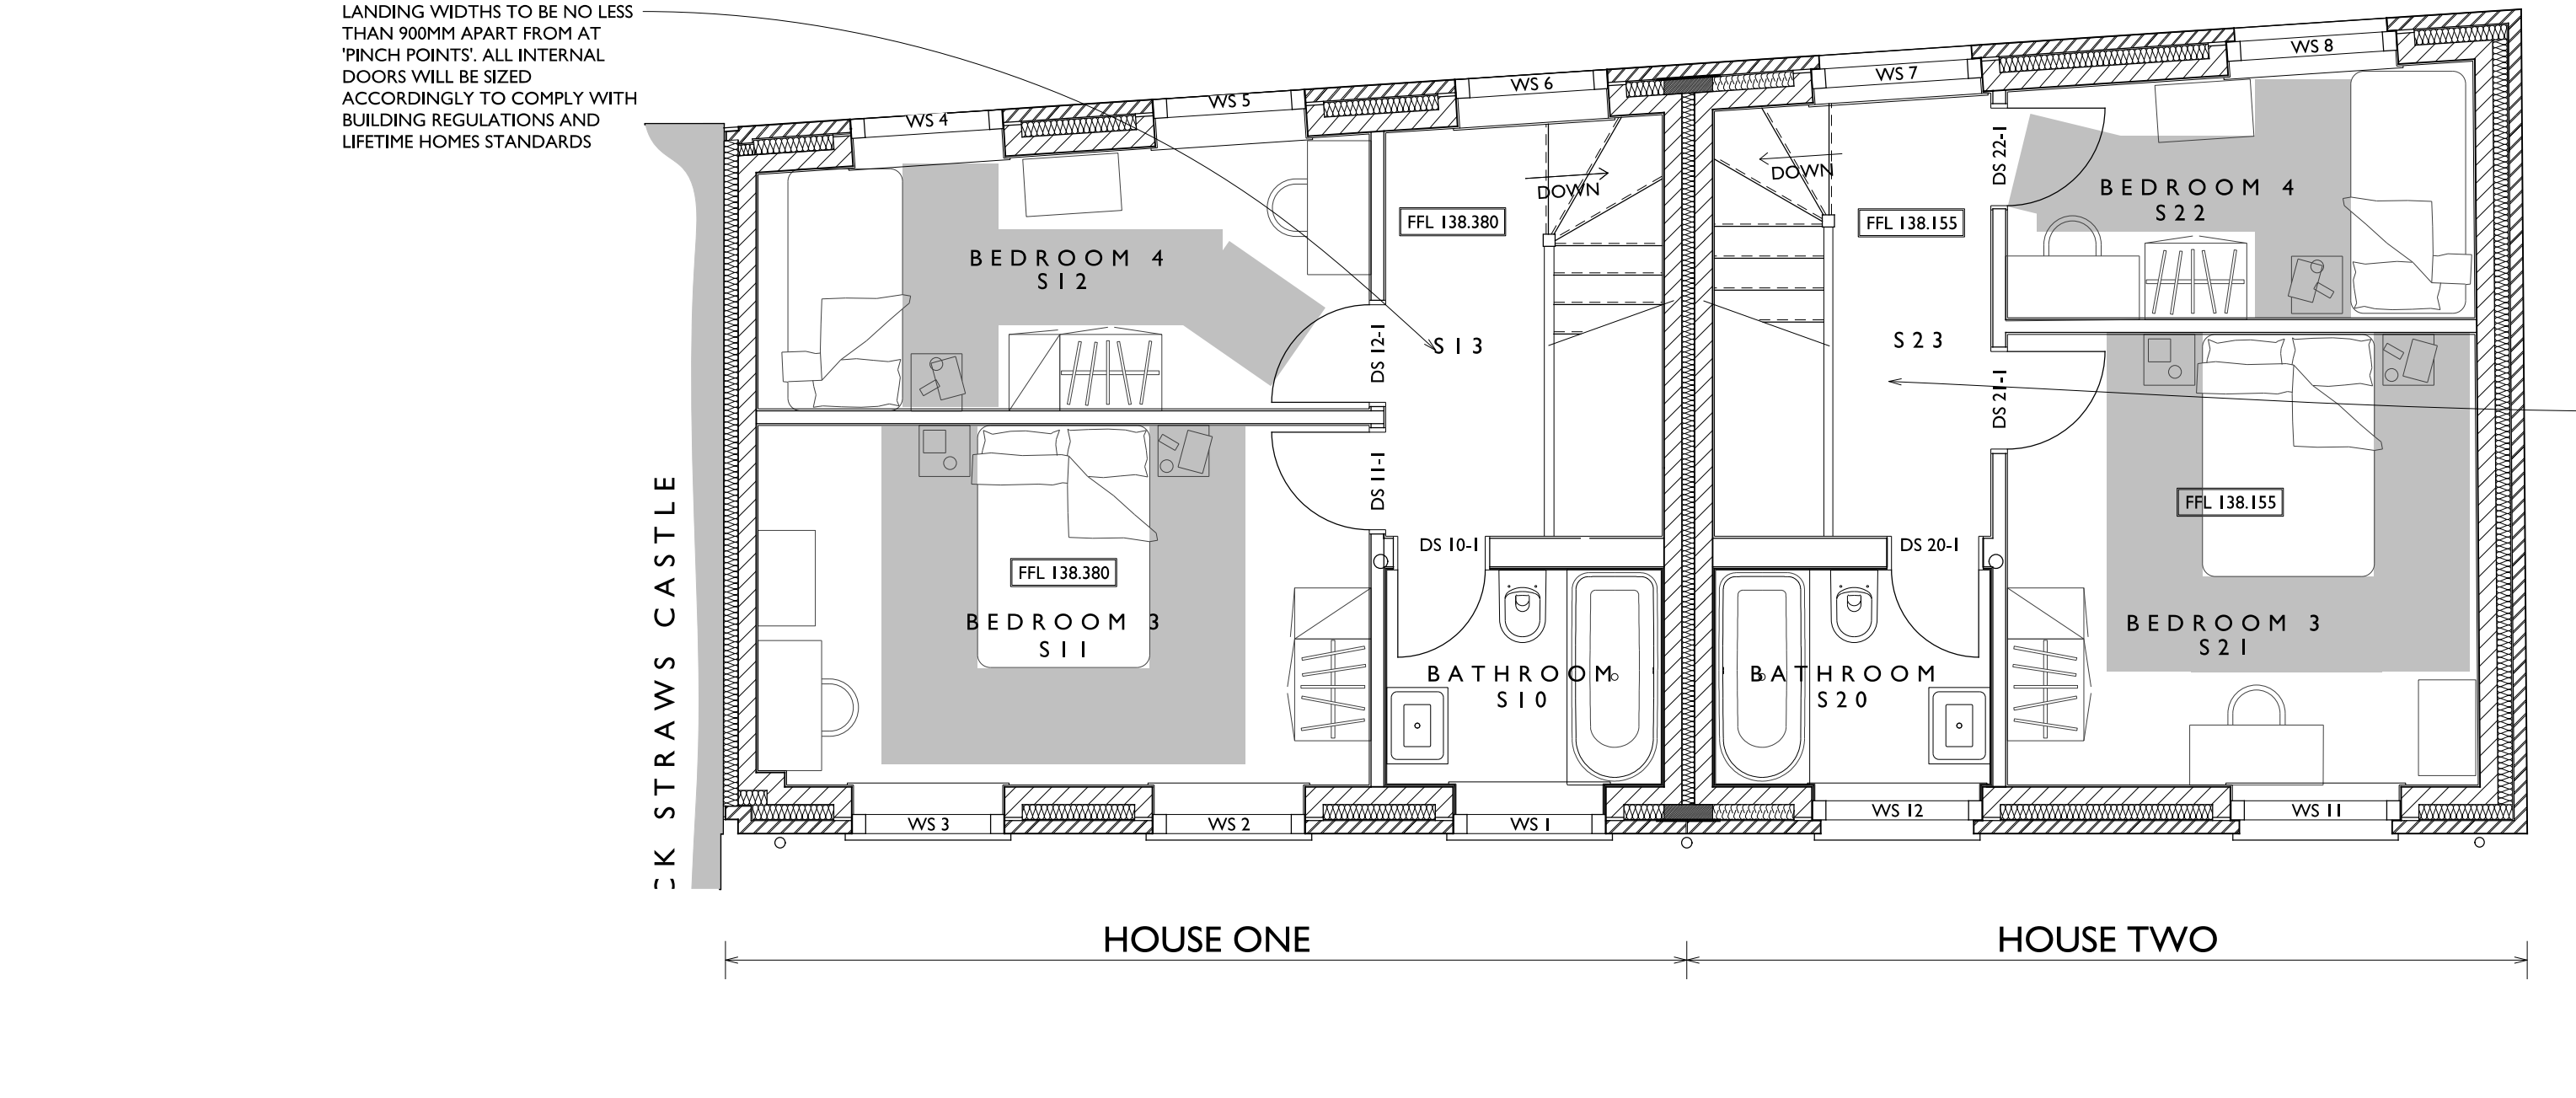 LANDING WIDTHS TO BE NO LESS
THAN 900MM APART FROM AT
'PINCH POINTS'. ALL INTERNAL
DOORS WILL BE SIZED
ACCORDINGLY TO COMPLY WITH
BUILDING REGULATIONS AND
LIFETIME HOMES STANDARDS
WS 4
WS 5
WS 6
WS 7
WS 8
DOWN
DOWN
DS 22-1
BEDROOM 4
S22
FFL 138.380
FFL 138.155
BEDROOM 4
S12
DS 12-1
S13
S23
DS 21-1
DS 11-1
FFL 138.155
CK STRAWS CASTLE
DS 10-1
DS 20-1
FFL 138.380
BEDROOM 3
S11
BEDROOM 3
S21
BATHROOM
S10
BATHROOM
S20
WS 3
WS 2
WS 1
WS 12
WS 11
HOUSE ONE
HOUSE TWO